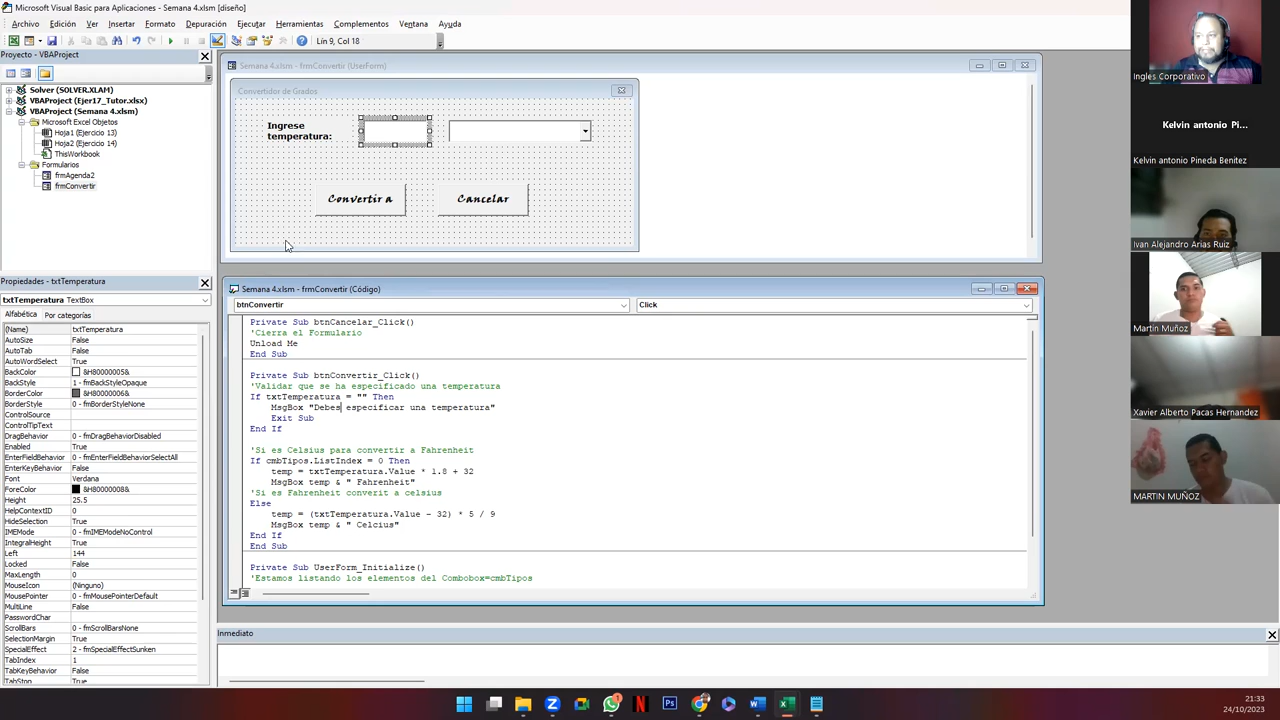 Microsoft Visual Basic para Aplicaciones - Semana 4.xlsm [diseño]
Archivo Edición Ver Insertar Formato Depuración Ejecutar Herramientas Complementos Ventana Ayuda
Lín 9, Col 18
Proyecto - VBAProject
Solver (SOLVER.XLAM)
VBAProject (Ejer17_Tutor.xlsx)
VBAProject (Semana 4.xlsm)
Microsoft Excel Objetos
Hoja1 (Ejercicio 13)
Hoja2 (Ejercicio 14)
ThisWorkbook
Formularios
frmAgenda2
frmConvertir
Propiedades - txtTemperatura
txtTemperatura TextBox
Alfabética Por categorías
(Name) txtTemperatura
AutoSize False
AutoTab False
AutoWordSelect True
BackColor &H80000005&
BackStyle 1 - fmBackStyleOpaque
BorderColor &H80000006&
BorderStyle 0 - fmBorderStyleNone
ControlSource
ControlTipText
DragBehavior 0 - fmDragBehaviorDisabled
Enabled True
EnterFieldBehavior 0 - fmEnterFieldBehaviorSelectAll
EnterKeyBehavior False
Font Verdana
ForeColor &H80000008&
Height 25.5
HelpContextID 0
HideSelection True
IMEMode 0 - fmIMEModeNoControl
IntegralHeight True
Left 144
Locked False
MaxLength 0
MouseIcon (Ninguno)
MousePointer 0 - fmMousePointerDefault
MultiLine False
PasswordChar
ScrollBars 0 - fmScrollBarsNone
SelectionMargin True
SpecialEffect 2 - fmSpecialEffectSunken
TabIndex 1
TabKeyBehavior False
TabStop True
Semana 4.xlsm - frmConvertir (UserForm)
Convertidor de Grados
Ingrese
temperatura:
Convertir a Cancelar
Semana 4.xlsm - frmConvertir (Código)
btnConvertir Click
Private Sub btnCancelar_Click()
'Cierra el Formulario
Unload Me
End Sub
Private Sub btnConvertir_Click()
'Validar que se ha especificado una temperatura
If txtTemperatura = "" Then
MsgBox "Debes especificar una temperatura"
Exit Sub
End If
'Si es Celsius para convertir a Fahrenheit
If cmbTipos.ListIndex = 0 Then
temp = txtTemperatura.Value * 1.8 + 32
MsgBox temp & " Fahrenheit"
'Si es Fahrenheit converit a celsius
Else
temp = (txtTemperatura.Value - 32) * 5 / 9
MsgBox temp & " Celcius"
End If
End Sub
Private Sub UserForm_Initialize()
'Estamos listando los elementos del Combobox=cmbTipos
Inmediato
Ingles Corporativo
Kelvin antonio Pi...
Kelvin antonio Pineda Benitez
Ivan Alejandro Arias Ruiz
Martin Muñoz
Xavier Alberto Pacas Hernandez
MARTIN MUÑOZ
21:33
24/10/2023